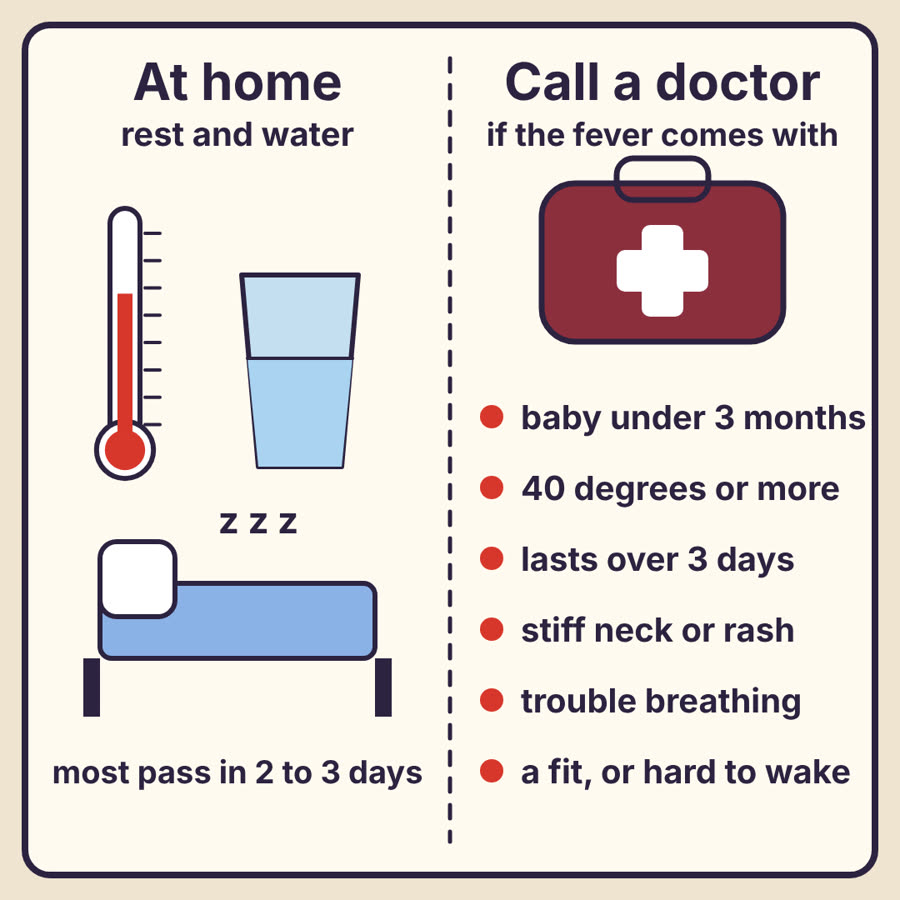 At home
rest and water
z z z
most pass in 2 to 3 days
Call a doctor
if the fever comes with
baby under 3 months
40 degrees or more
lasts over 3 days
stiff neck or rash
trouble breathing
a fit, or hard to wake